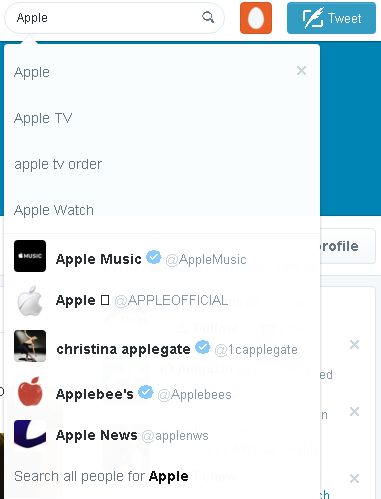 Apple
Tweet
Apple
Apple TV
apple tv order
Apple Watch
profile
MUSIC
Apple Music @AppleMusic
Apple @APPLEOFFICIAL
christina applegate @1capplegate
Applebee's @Applebees
Apple News @applenws
Search all people for Apple